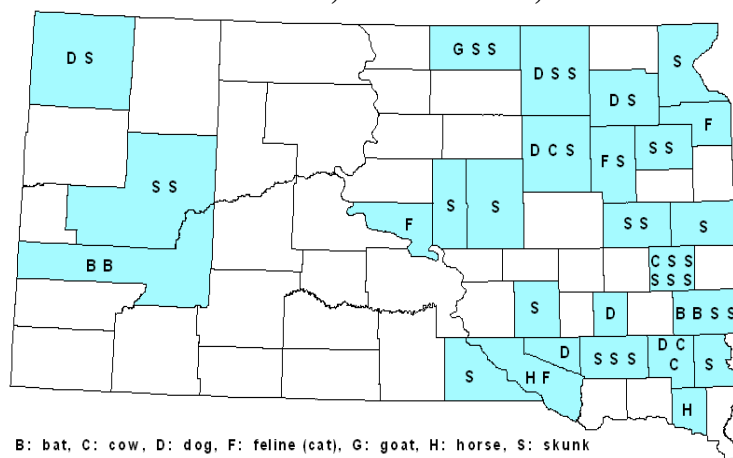 G S S
D S
S
D S S
D S
F
D C S
S S
F S
S S
S
S
F
S S
S
C S S
S S S
B B
S
D
B B S S
D C
C
D
S S S
S
S
H F
H
B: bat, C: cow, D: dog, F: feline (cat), G: goat, H: horse, S: skunk